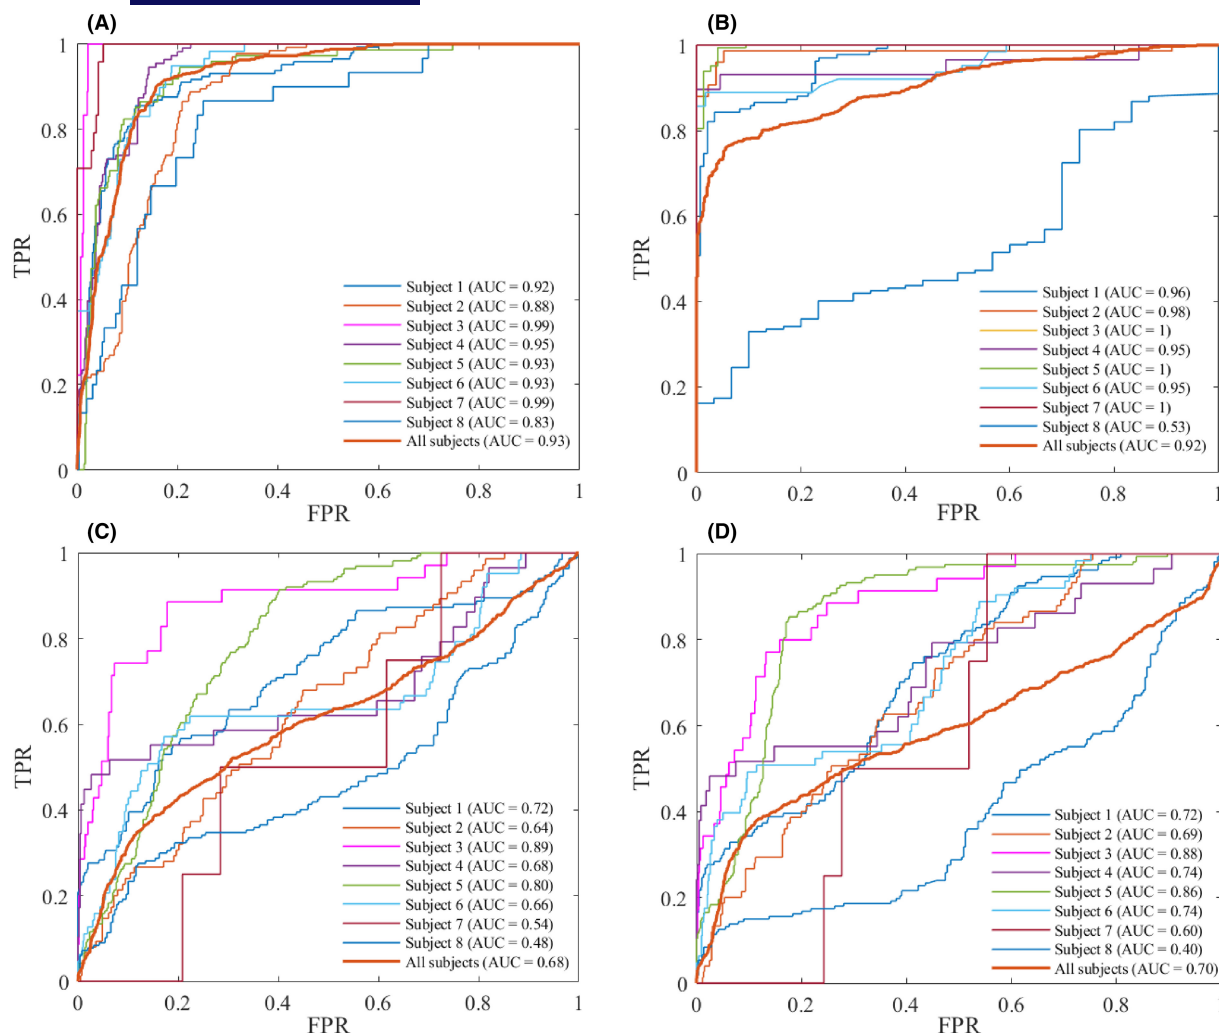 (A)
1
0.8
0.6
0.4
0.2
0
TPR
0
0.2
0.4
0.6
0.8
1
FPR
Subject 1 (AUC = 0.92)
Subject 2 (AUC = 0.88)
Subject 3 (AUC = 0.99)
Subject 4 (AUC = 0.95)
Subject 5 (AUC = 0.93)
Subject 6 (AUC = 0.93)
Subject 7 (AUC = 0.99)
Subject 8 (AUC = 0.83)
All subjects (AUC = 0.93)
(B)
1
0.8
0.6
0.4
0.2
0
TPR
0
0.2
0.4
0.6
0.8
1
FPR
Subject 1 (AUC = 0.96)
Subject 2 (AUC = 0.98)
Subject 3 (AUC = 1)
Subject 4 (AUC = 0.95)
Subject 5 (AUC = 1)
Subject 6 (AUC = 0.95)
Subject 7 (AUC = 1)
Subject 8 (AUC = 0.53)
All subjects (AUC = 0.92)
(C)
1
0.8
0.6
0.4
0.2
0
TPR
0
0.2
0.4
0.6
0.8
1
FPR
Subject 1 (AUC = 0.72)
Subject 2 (AUC = 0.64)
Subject 3 (AUC = 0.89)
Subject 4 (AUC = 0.68)
Subject 5 (AUC = 0.80)
Subject 6 (AUC = 0.66)
Subject 7 (AUC = 0.54)
Subject 8 (AUC = 0.48)
All subjects (AUC = 0.68)
(D)
1
0.8
0.6
0.4
0.2
0
TPR
0
0.2
0.4
0.6
0.8
1
FPR
Subject 1 (AUC = 0.72)
Subject 2 (AUC = 0.69)
Subject 3 (AUC = 0.88)
Subject 4 (AUC = 0.74)
Subject 5 (AUC = 0.86)
Subject 6 (AUC = 0.74)
Subject 7 (AUC = 0.60)
Subject 8 (AUC = 0.40)
All subjects (AUC = 0.70)